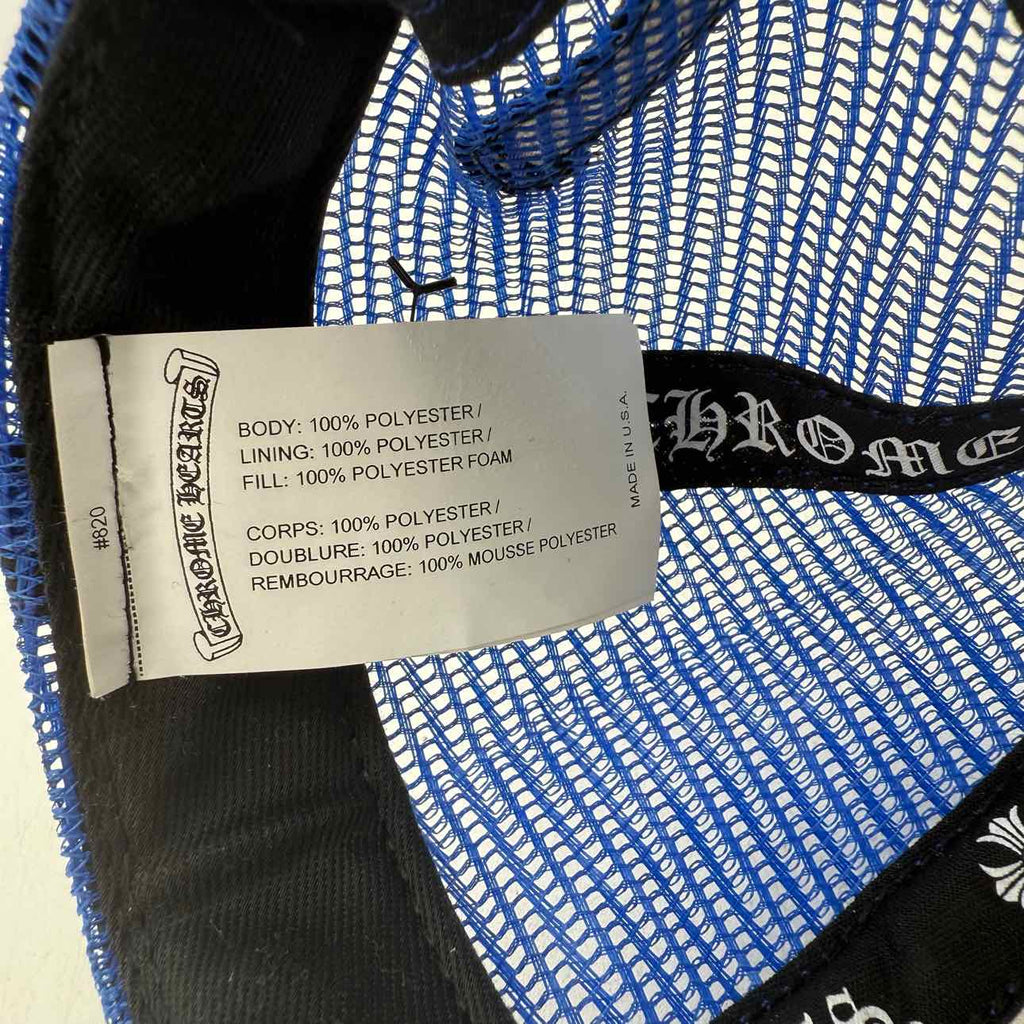 #820
CHROME HEARTS
BODY: 100% POLYESTER /
LINING: 100% POLYESTER /
FILL: 100% POLYESTER FOAM
CORPS: 100% POLYESTER /
DOUBLURE: 100% POLYESTER /
REMBOURRAGE: 100% MOUSSE POLYESTER
MADE IN U.S.A.
CHROME